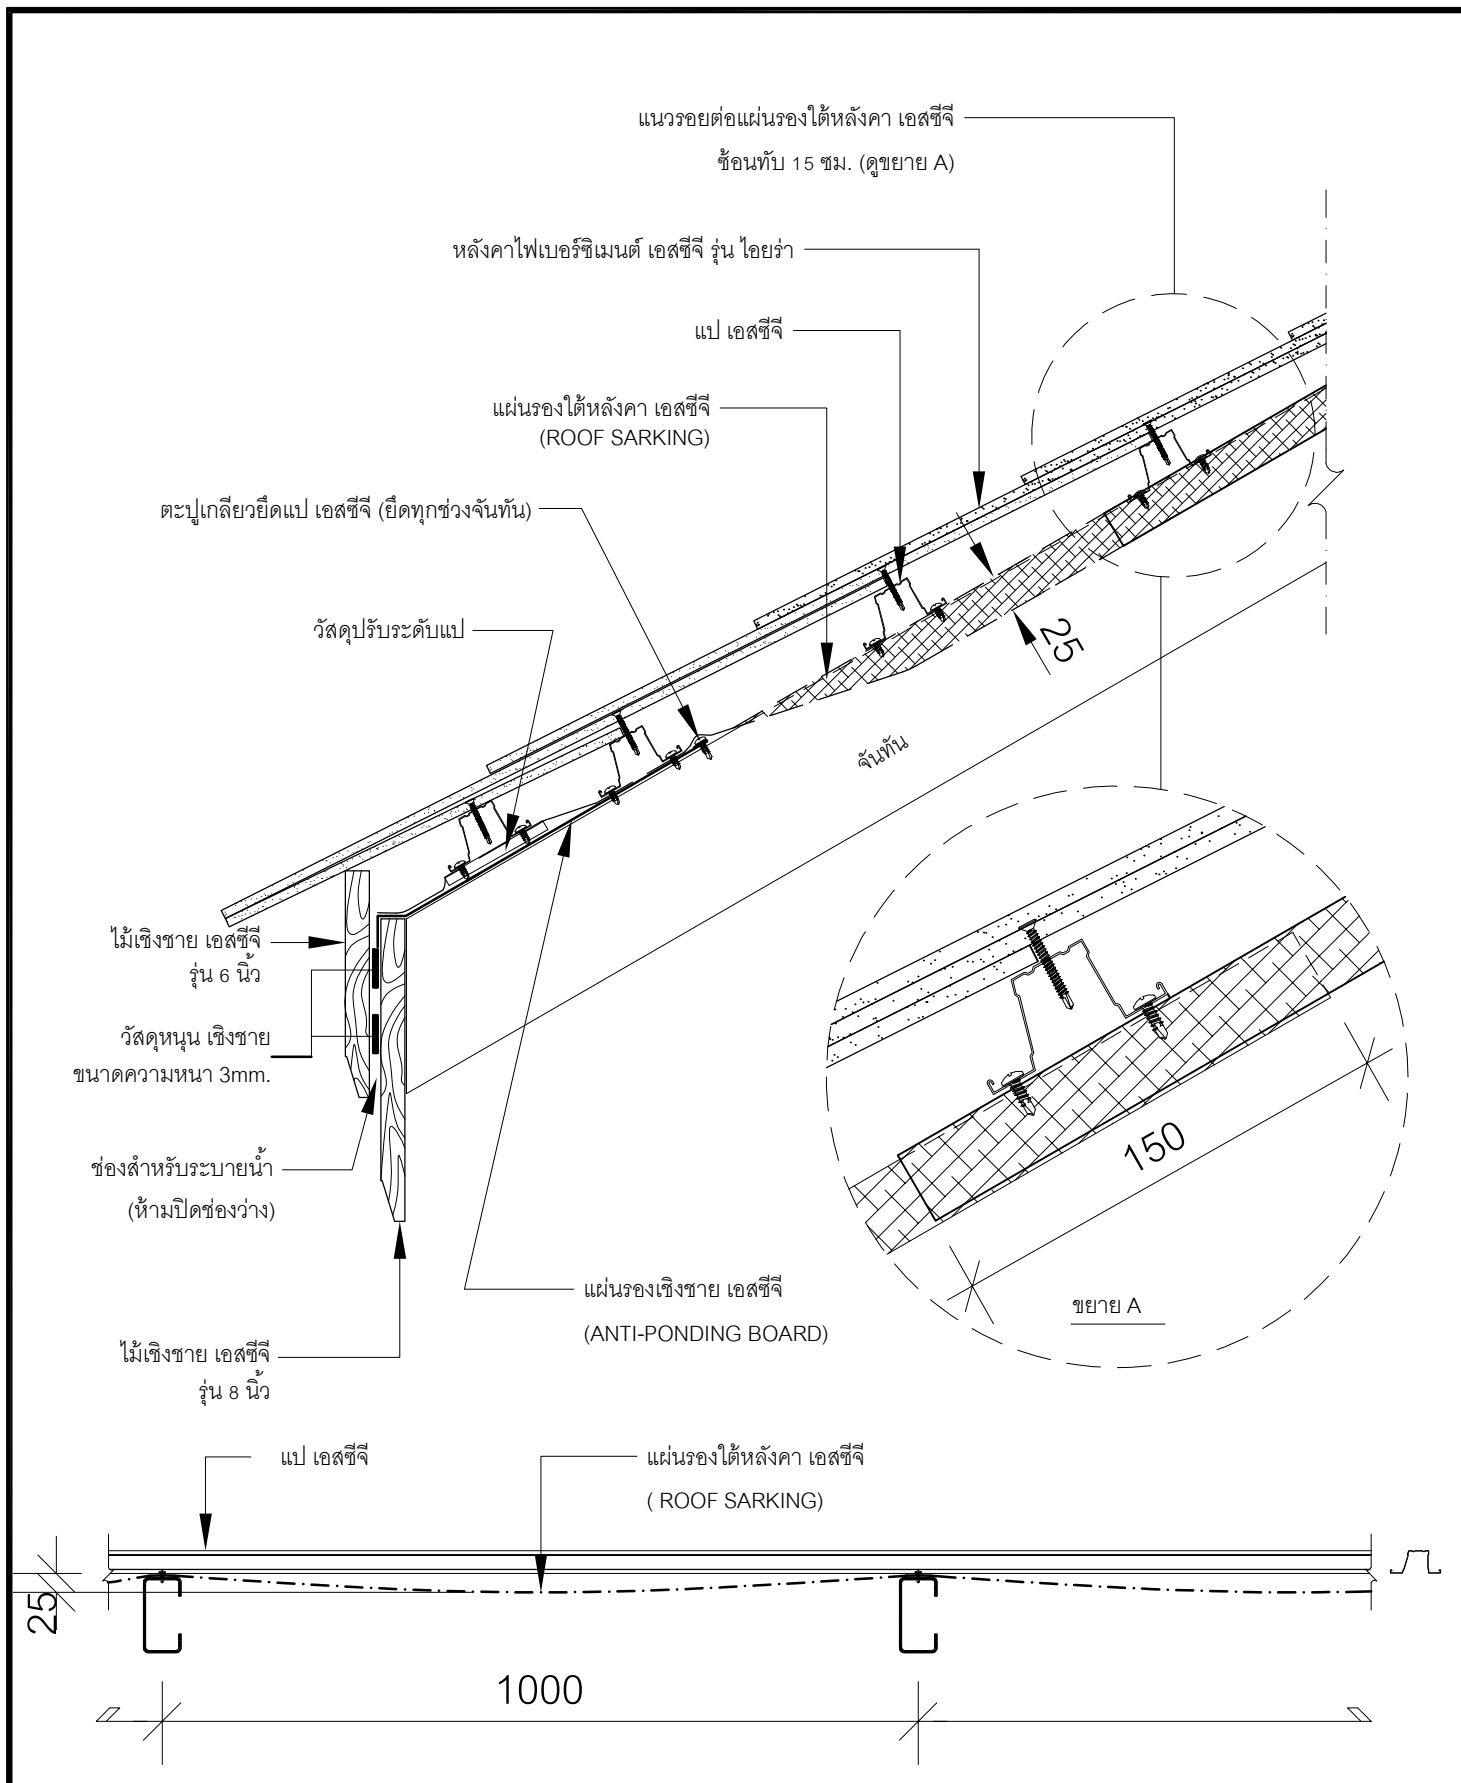 แนวรอยต่อแผ่นรองใต้หลังคา เอสซีจี
ซ้อนทับ 15 ซม. (ดูขยาย A)
หลังคาไฟเบอร์ซิเมนต์ เอสซีจี รุ่น ไอยร่า
แป เอสซีจี
แผ่นรองใต้หลังคา เอสซีจี
(ROOF SARKING)
ตะปูเกลียวยึดแป เอสซีจี (ยึดทุกช่วงจันทัน)
วัสดุปรับระดับแป
25
จันทัน
ไม้เชิงชาย เอสซีจี
รุ่น 6 นิ้ว
วัสดุหนุน เชิงชาย
ขนาดความหนา 3mm.
ช่องสำหรับระบายน้ำ
(ห้ามปิดช่องว่าง)
150
แผ่นรองเชิงชาย เอสซีจี
(ANTI-PONDING BOARD)
ขยาย A
ไม้เชิงชาย เอสซีจี
รุ่น 8 นิ้ว
แป เอสซีจี
แผ่นรองใต้หลังคา เอสซีจี
( ROOF SARKING)
25
1000